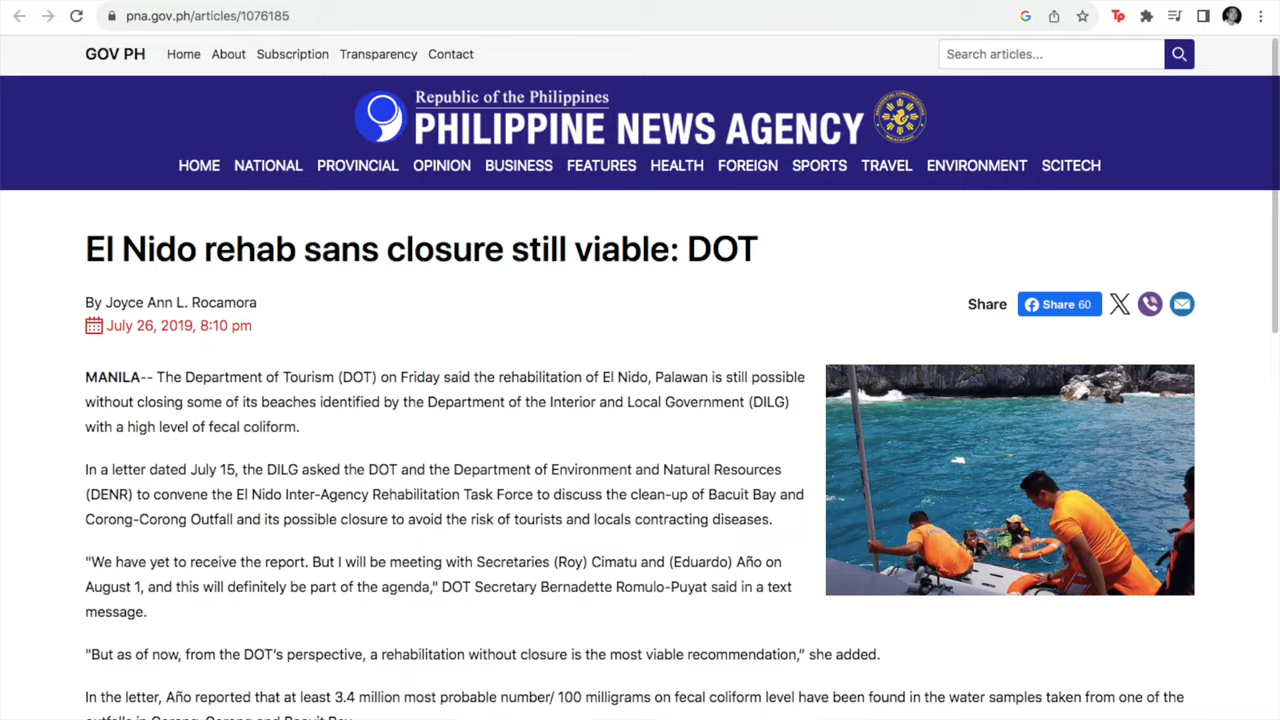 pna.gov.ph/articles/1076185
GOV PH Home About Subscription Transparency Contact Search articles...
Republic of the Philippines
PHILIPPINE NEWS AGENCY
HOME NATIONAL PROVINCIAL OPINION BUSINESS FEATURES HEALTH FOREIGN SPORTS TRAVEL ENVIRONMENT SCITECH
El Nido rehab sans closure still viable: DOT
By Joyce Ann L. Rocamora
July 26, 2019, 8:10 pm
Share Share 60
MANILA-- The Department of Tourism (DOT) on Friday said the rehabilitation of El Nido, Palawan is still possible
without closing some of its beaches identified by the Department of the Interior and Local Government (DILG)
with a high level of fecal coliform.
In a letter dated July 15, the DILG asked the DOT and the Department of Environment and Natural Resources
(DENR) to convene the El Nido Inter-Agency Rehabilitation Task Force to discuss the clean-up of Bacuit Bay and
Corong-Corong Outfall and its possible closure to avoid the risk of tourists and locals contracting diseases.
"We have yet to receive the report. But I will be meeting with Secretaries (Roy) Cimatu and (Eduardo) Año on
August 1, and this will definitely be part of the agenda," DOT Secretary Bernadette Romulo-Puyat said in a text
message.
"But as of now, from the DOT’s perspective, a rehabilitation without closure is the most viable recommendation,” she added.
In the letter, Año reported that at least 3.4 million most probable number/ 100 milligrams on fecal coliform level have been found in the water samples taken from one of the
outfalls in Corong-Corong and Bacuit Bay.